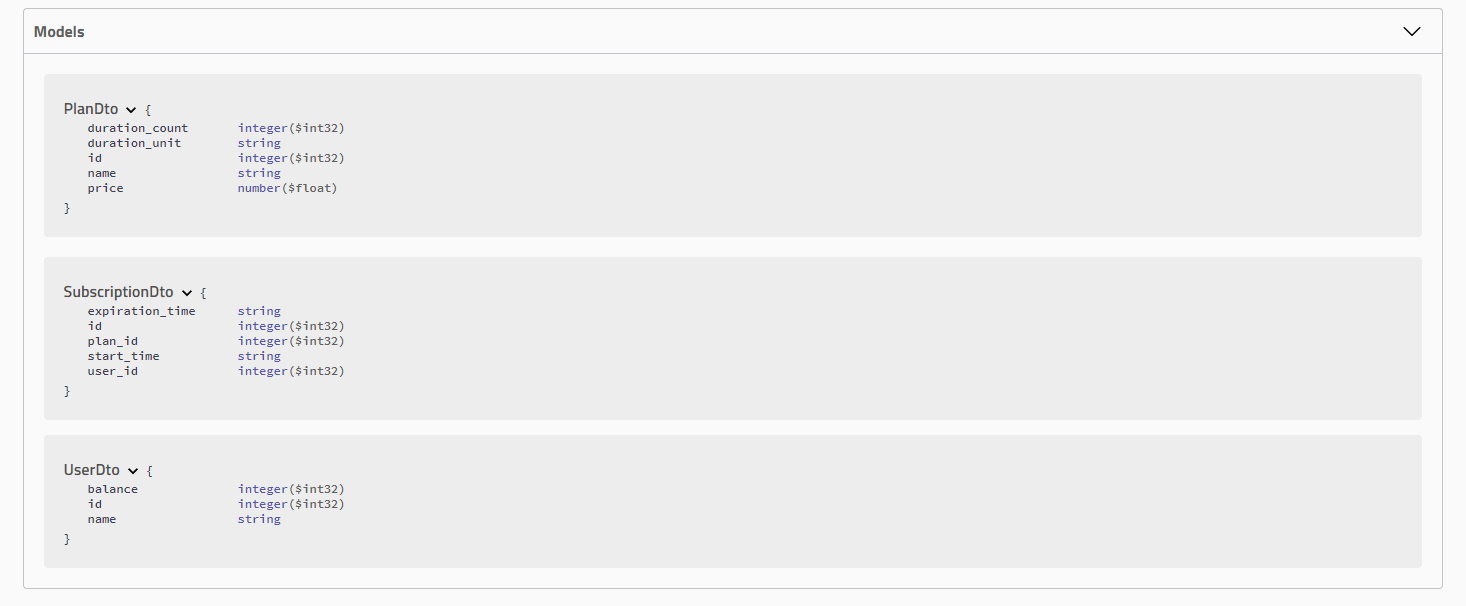 Models
PlanDto {
duration_count integer($int32)
duration_unit string
id integer($int32)
name string
price number($float)
}
SubscriptionDto {
expiration_time string
id integer($int32)
plan_id integer($int32)
start_time string
user_id integer($int32)
}
UserDto {
balance integer($int32)
id integer($int32)
name string
}